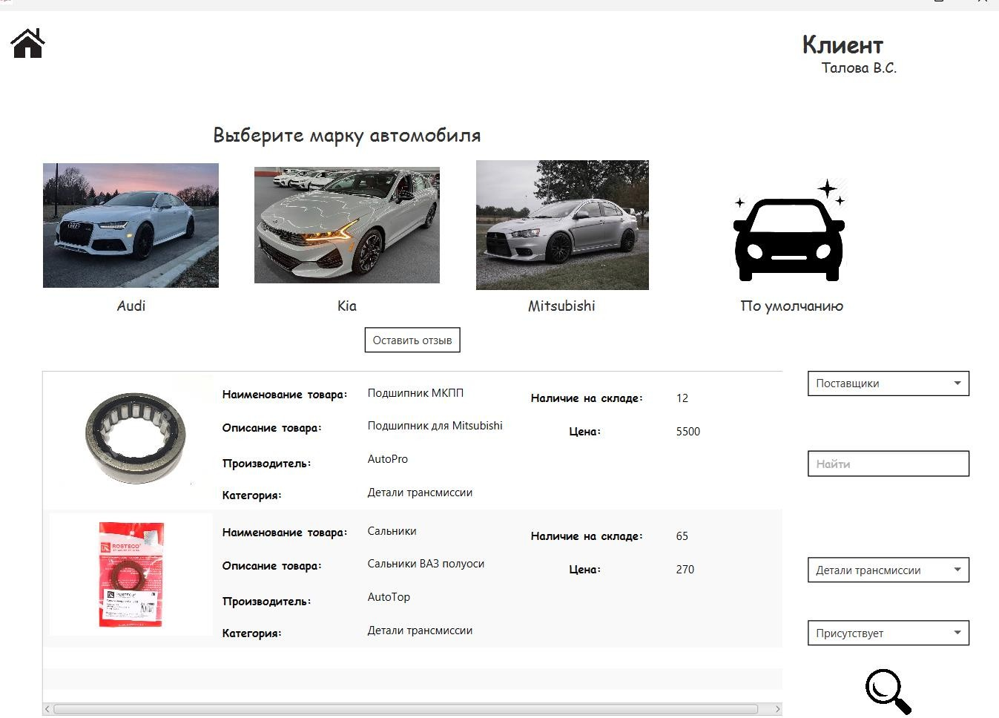 Клиент
Талова В.С.
Выберите марку автомобиля
Audi
Kia
Mitsubishi
По умолчанию
Оставить отзыв
Наименование товара: Подшипник МКПП Наличие на складе: 12
Описание товара: Подшипник для Mitsubishi Цена: 5500
Производитель: AutoPro
Категория: Детали трансмиссии
Наименование товара: Сальники Наличие на складе: 65
Описание товара: Сальники ВАЗ полуоси Цена: 270
Производитель: AutoTop
Категория: Детали трансмиссии
ROSTECO
Поставщики
Найти
Детали трансмиссии
Присутствует